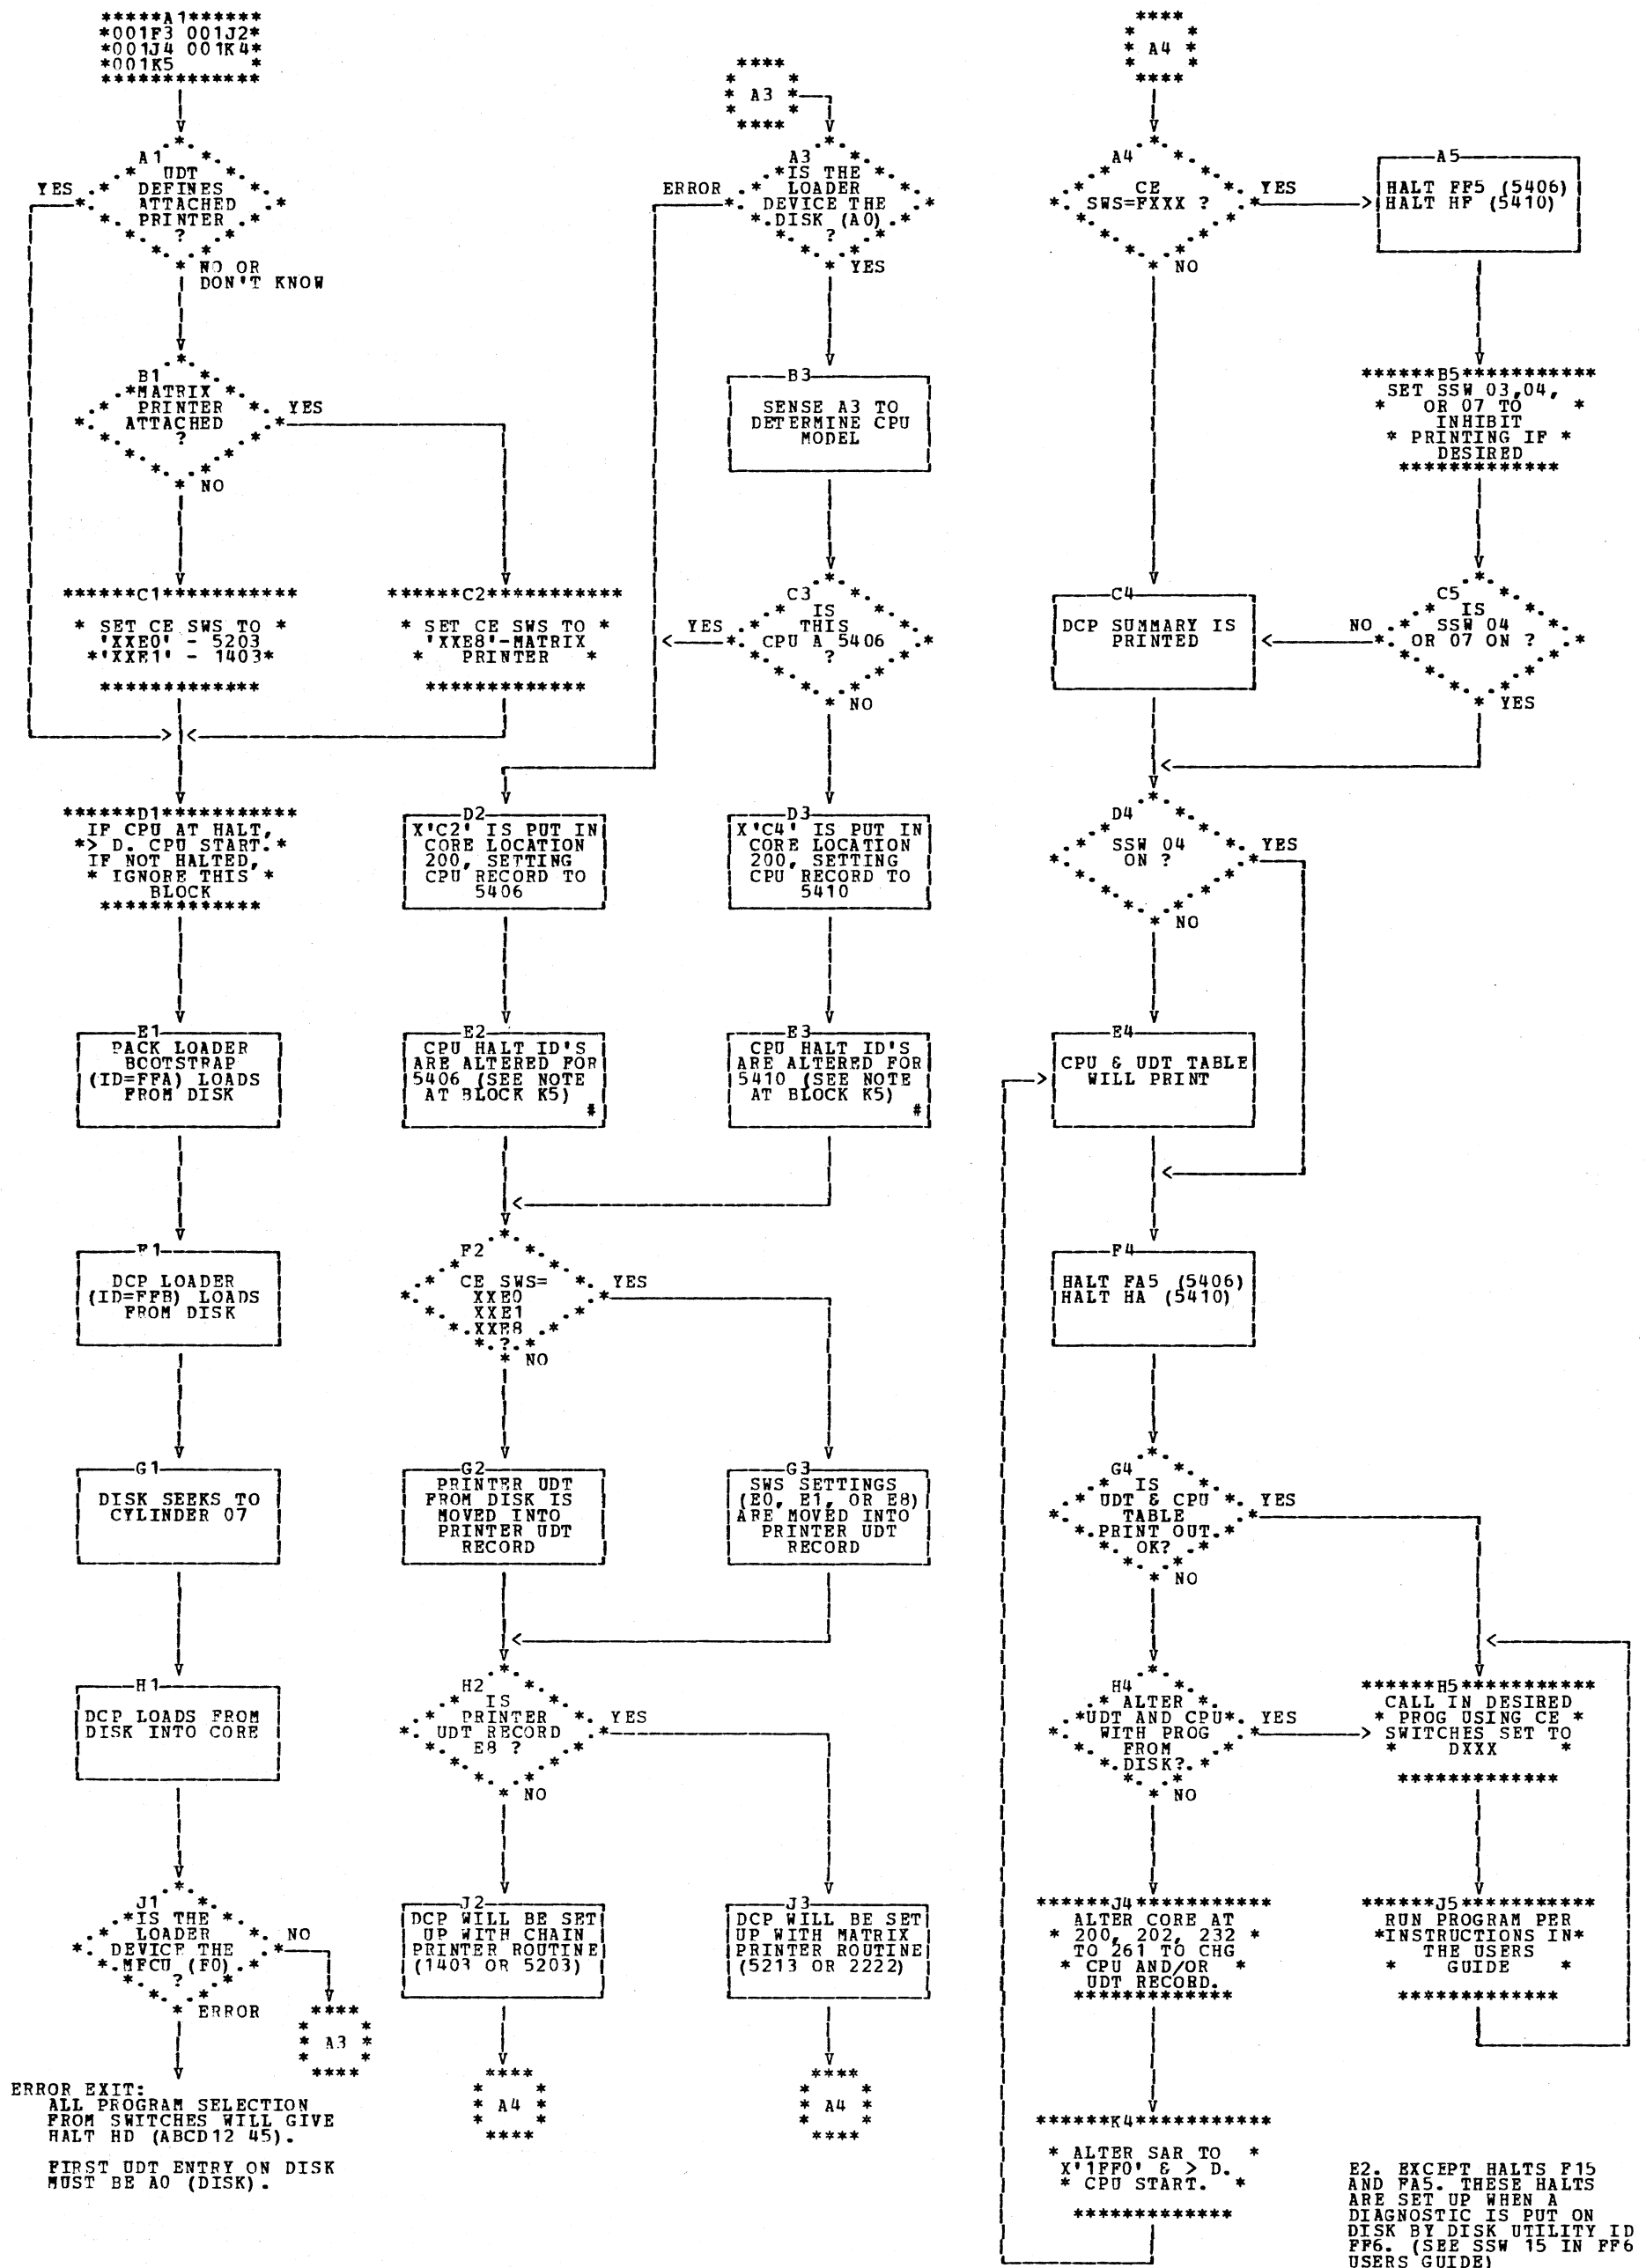 *****A1******
*001F3 001J2*
*001J4 001K4*
*001K5 *
A1
UDT
DEFINES
ATTACHED
PRINTER
?
YES
NO OR
DON'T KNOW
B1
MATRIX
PRINTER
ATTACHED
?
YES
NO
******C1***********
* SET CE SWS TO *
'XXE0' - 5203
*'XXE1' - 1403*
******C2***********
* SET CE SWS TO *
'XXE8'-MATRIX
* PRINTER *
******D1***********
IF CPU AT HALT,
*> D. CPU START.*
IF NOT HALTED,
* IGNORE THIS *
BLOCK
E1
PACK LOADER
BOOTSTRAP
(ID=FFA) LOADS
FROM DISK
F1
DCP LOADER
(ID=FFB) LOADS
FROM DISK
G1
DISK SEEKS TO
CYLINDER 07
H1
DCP LOADS FROM
DISK INTO CORE
J1
IS THE
LOADER
DEVICE THE
MFCU (F0)
?
NO
A3
ERROR
ERROR EXIT:
ALL PROGRAM SELECTION
FROM SWITCHES WILL GIVE
HALT HD (ABCD12 45).
FIRST UDT ENTRY ON DISK
MUST BE A0 (DISK).
A3
A3
IS THE
LOADER
DEVICE THE
DISK (A0)
?
ERROR
YES
B3
SENSE A3 TO
DETERMINE CPU
MODEL
C3
IS
THIS
CPU A 5406
?
YES
NO
D2
X'C2' IS PUT IN
CORE LOCATION
200, SETTING
CPU RECORD TO
5406
D3
X'C4' IS PUT IN
CORE LOCATION
200, SETTING
CPU RECORD TO
5410
E2
CPU HALT ID'S
ARE ALTERED FOR
5406 (SEE NOTE
AT BLOCK K5)
#
E3
CPU HALT ID'S
ARE ALTERED FOR
5410 (SEE NOTE
AT BLOCK K5)
#
F2
CE SWS=
XXE0
XXE1
XXE8
?
YES
NO
G2
PRINTER UDT
FROM DISK IS
MOVED INTO
PRINTER UDT
RECORD
G3
SWS SETTINGS
(E0, E1, OR E8)
ARE MOVED INTO
PRINTER UDT
RECORD
H2
IS
PRINTER
UDT RECORD
E8 ?
YES
NO
J2
DCP WILL BE SET
UP WITH CHAIN
PRINTER ROUTINE
(1403 OR 5203)
J3
DCP WILL BE SET
UP WITH MATRIX
PRINTER ROUTINE
(5213 OR 2222)
A4
A4
A4
A4
CE
SWS=FXXX ?
YES
NO
A5
HALT FF5 (5406)
HALT HF (5410)
******B5***********
SET SSW 03,04,
* OR 07 TO *
INHIBIT
* PRINTING IF *
DESIRED
C4
DCP SUMMARY IS
PRINTED
C5
IS
SSW 04
OR 07 ON ?
NO
YES
D4
SSW 04
ON ?
YES
NO
E4
CPU & UDT TABLE
WILL PRINT
F4
HALT FA5 (5406)
HALT HA (5410)
G4
IS
UDT & CPU
TABLE
PRINT OUT
OK?
YES
NO
H4
ALTER
UDT AND CPU
WITH PROG
FROM
DISK?
YES
NO
******H5***********
CALL IN DESIRED
* PROG USING CE *
SWITCHES SET TO
* DXXX *
******J4***********
ALTER CORE AT
* 200, 202, 232 *
TO 261 TO CHG
* CPU AND/OR *
UDT RECORD.
******J5***********
RUN PROGRAM PER
*INSTRUCTIONS IN*
THE USERS
* GUIDE *
******K4***********
* ALTER SAR TO *
X'1FF0' & > D.
* CPU START. *
E2. EXCEPT HALTS F15
AND FA5. THESE HALTS
ARE SET UP WHEN A
DIAGNOSTIC IS PUT ON
DISK BY DISK UTILITY ID
FF6. (SEE SSW 15 IN FF6
USERS GUIDE)